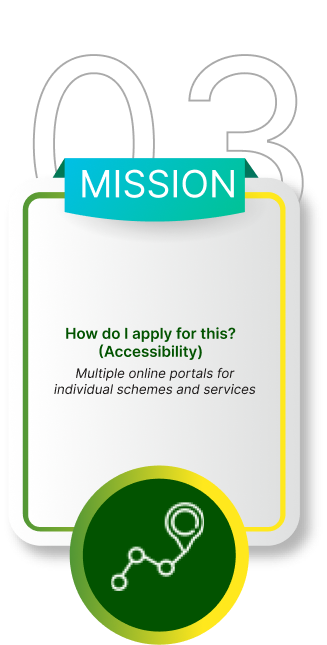 03
MISSION
How do I apply for this?
(Accessibility)
Multiple online portals for
individual schemes and services